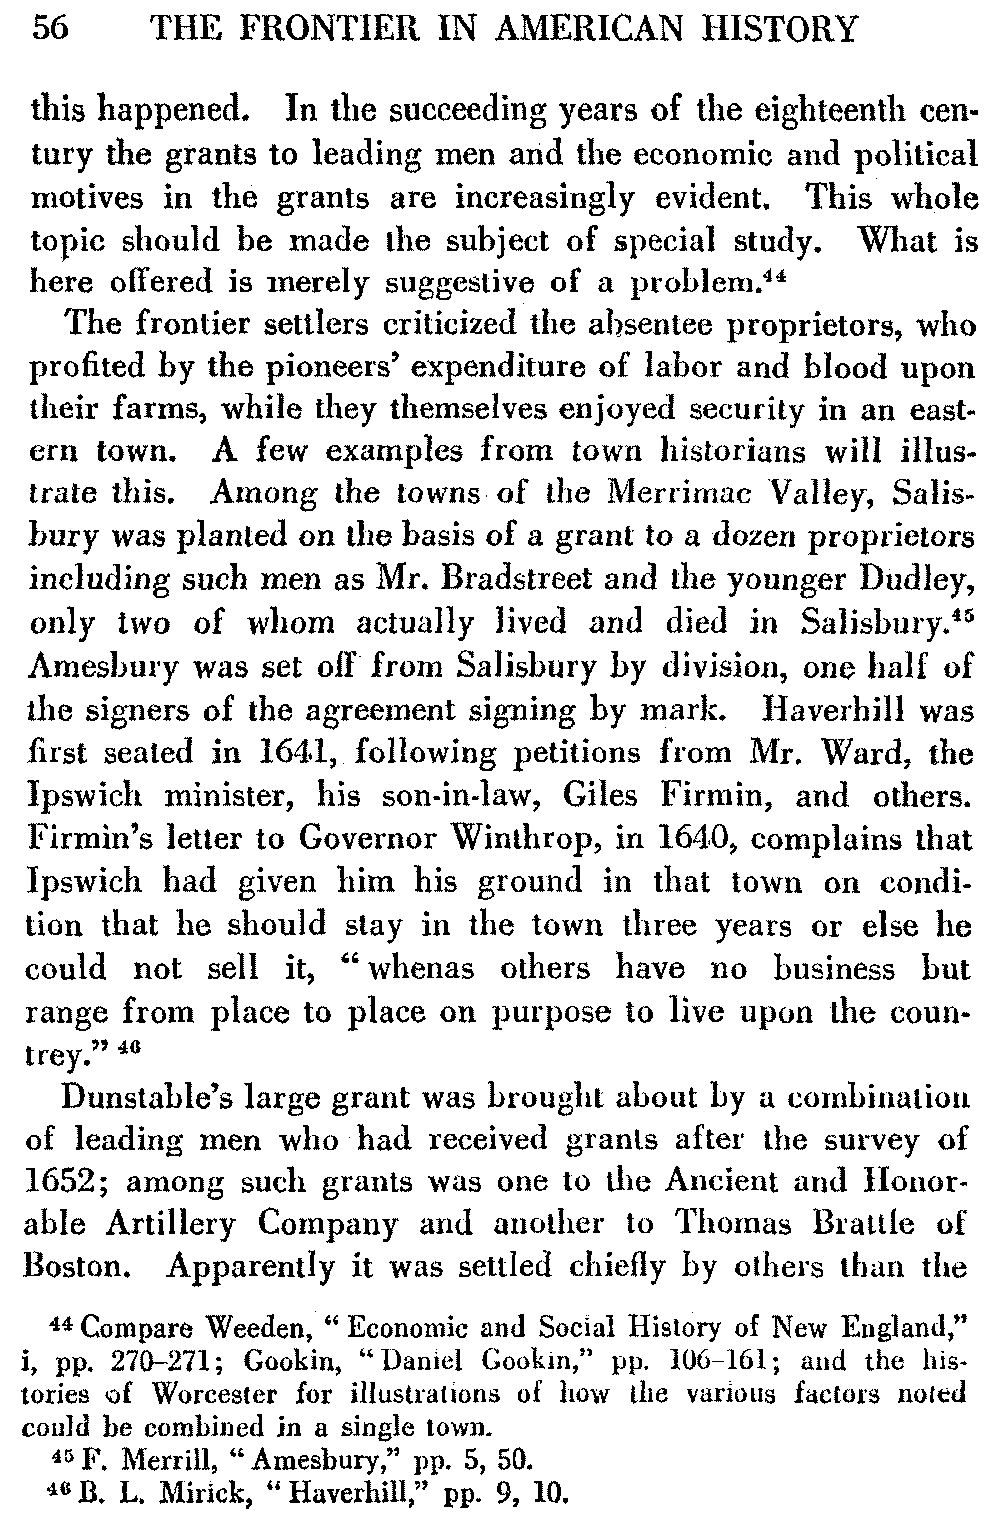 56 THE FRONTIER IN AMERICAN HISTORY
this happened. In the succeeding years of the eighteenth cen-
tury the grants to leading men and the economic and political
motives in the grants are increasingly evident. This whole
topic should be made the subject of special study. What is
here offered is merely suggestive of a problem.⁴⁴
The frontier settlers criticized the absentee proprietors, who
profited by the pioneers' expenditure of labor and blood upon
their farms, while they themselves enjoyed security in an east-
ern town. A few examples from town historians will illus-
trate this. Among the towns of the Merrimac Valley, Salis-
bury was planted on the basis of a grant to a dozen proprietors
including such men as Mr. Bradstreet and the younger Dudley,
only two of whom actually lived and died in Salisbury.⁴⁵
Amesbury was set off from Salisbury by division, one half of
the signers of the agreement signing by mark. Haverhill was
first seated in 1641, following petitions from Mr. Ward, the
Ipswich minister, his son-in-law, Giles Firmin, and others.
Firmin's letter to Governor Winthrop, in 1640, complains that
Ipswich had given him his ground in that town on condi-
tion that he should stay in the town three years or else he
could not sell it, "whenas others have no business but
range from place to place on purpose to live upon the coun-
trey." ⁴⁶
Dunstable's large grant was brought about by a combination
of leading men who had received grants after the survey of
1652; among such grants was one to the Ancient and Honor-
able Artillery Company and another to Thomas Brattle of
Boston. Apparently it was settled chiefly by others than the
⁴⁴ Compare Weeden, "Economic and Social History of New England,"
i, pp. 270–271; Gookin, "Daniel Gookin," pp. 106–161; and the his-
tories of Worcester for illustrations of how the various factors noted
could be combined in a single town.
⁴⁵ F. Merrill, "Amesbury," pp. 5, 50.
⁴⁶ B. L. Mirick, "Haverhill," pp. 9, 10.